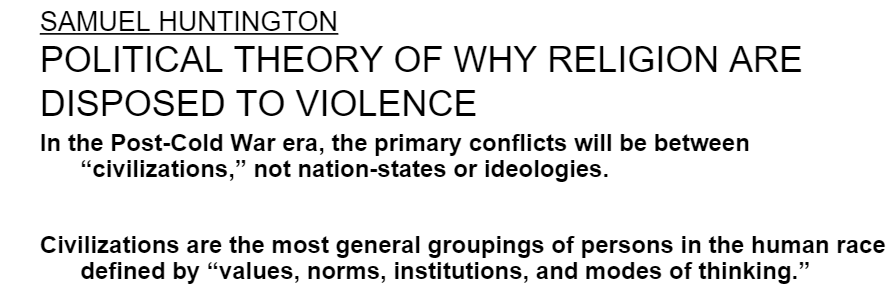 SAMUEL HUNTINGTON
POLITICAL THEORY OF WHY RELIGION ARE
DISPOSED TO VIOLENCE
In the Post-Cold War era, the primary conflicts will be between
“civilizations,” not nation-states or ideologies.
Civilizations are the most general groupings of persons in the human race
defined by “values, norms, institutions, and modes of thinking.”